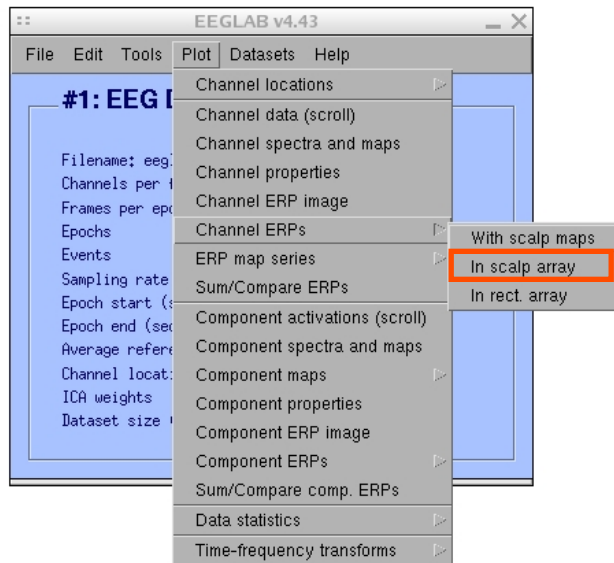 EEGLAB v4.43
File Edit Tools Plot Datasets Help
#1: EEG
Filename: eeg
Channels per
Frames per
Epochs
Events
Sampling rate
Epoch start
Epoch end
Average
Channel
ICA weights
Dataset size
Channel locations
Channel data (scroll)
Channel spectra and maps
Channel properties
Channel ERP image
Channel ERPs
ERP map series
Sum/Compare ERPs
Component activations (scroll)
Component spectra and maps
Component maps
Component properties
Component ERP image
Component ERPs
Sum/Compare comp. ERPs
Data statistics
Time-frequency transforms
With scalp maps
In scalp array
In rect. array